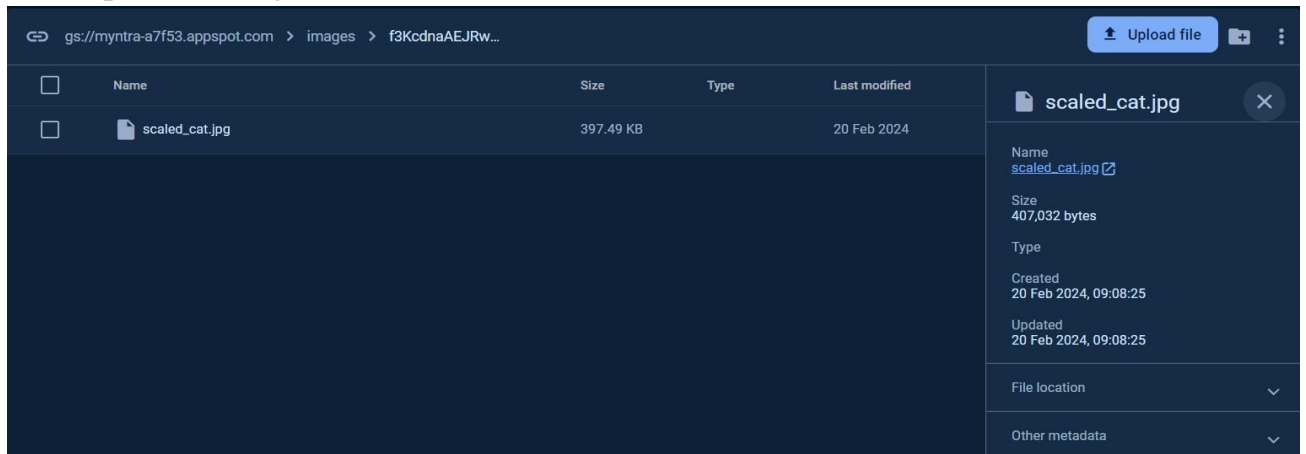 gs://myntra-a7f53.appspot.com > images > f3KcdnaAEJRw...
Upload file
Name Size Type Last modified
scaled_cat.jpg 397.49 KB 20 Feb 2024
scaled_cat.jpg
Name
scaled_cat.jpg
Size
407,032 bytes
Type
Created
20 Feb 2024, 09:08:25
Updated
20 Feb 2024, 09:08:25
File location
Other metadata